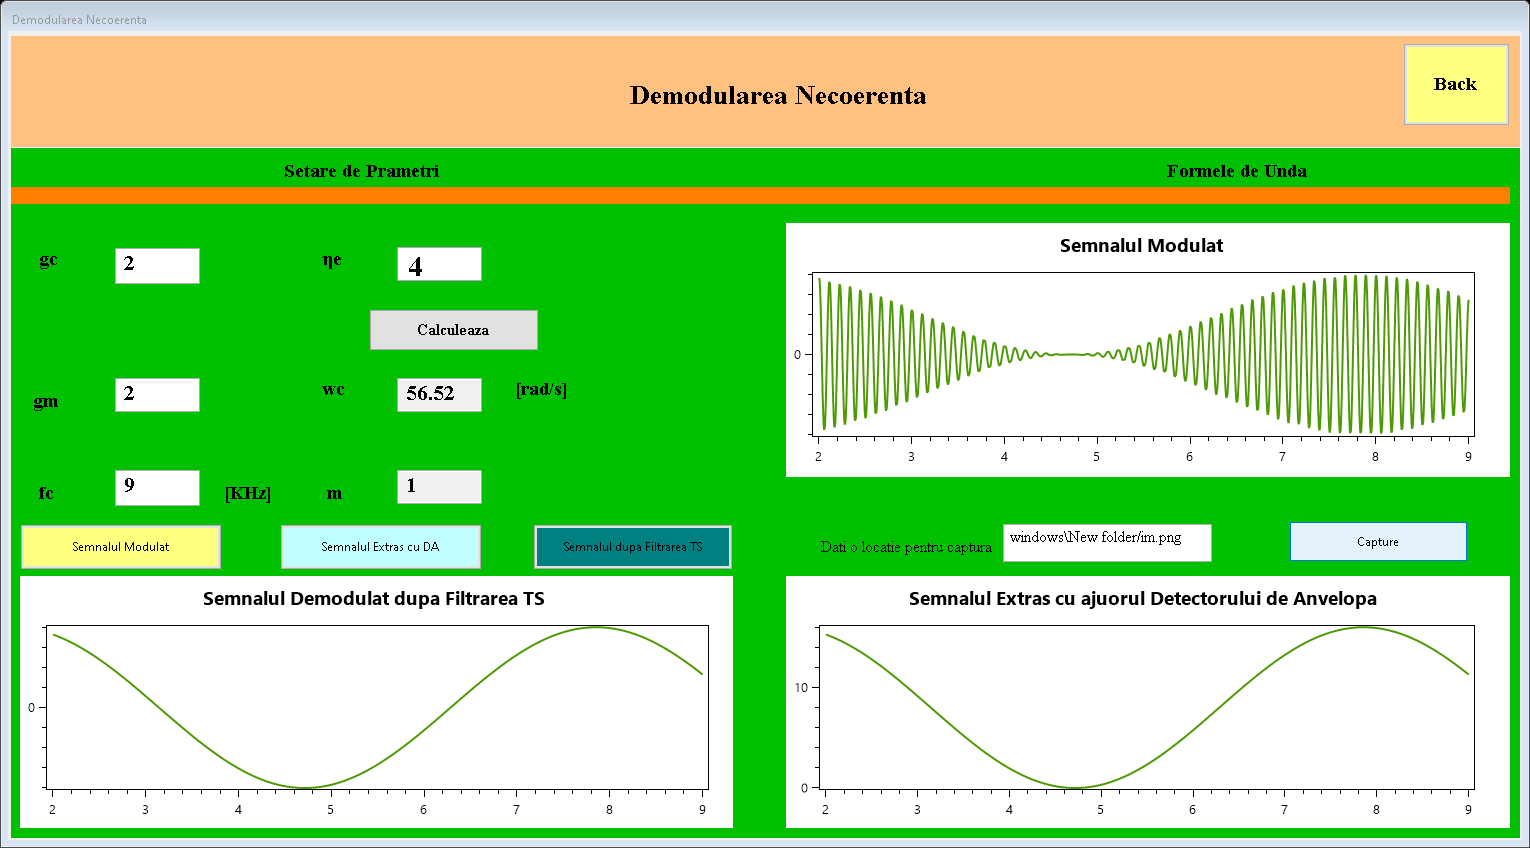 Demodularea Necoerenta
Demodularea Necoerenta
Back
Setare de Prametri
Formele de Unda
gc
2
ηe
4
Calculeaza
gm
2
wc
56.52
[rad/s]
fc
9
[KHz]
m
1
Semnalul Modulat
0
2 3 4 5 6 7 8 9
Semnalul Modulat
Semnalul Extras cu DA
Semnalul dupa Filtrarea TS
Dati o locatie pentru captura
windows\New folder/im.png
Capture
Semnalul Demodulat dupa Filtrarea TS
0
2 3 4 5 6 7 8 9
Semnalul Extras cu ajuorul Detectorului de Anvelopa
10
0
2 3 4 5 6 7 8 9